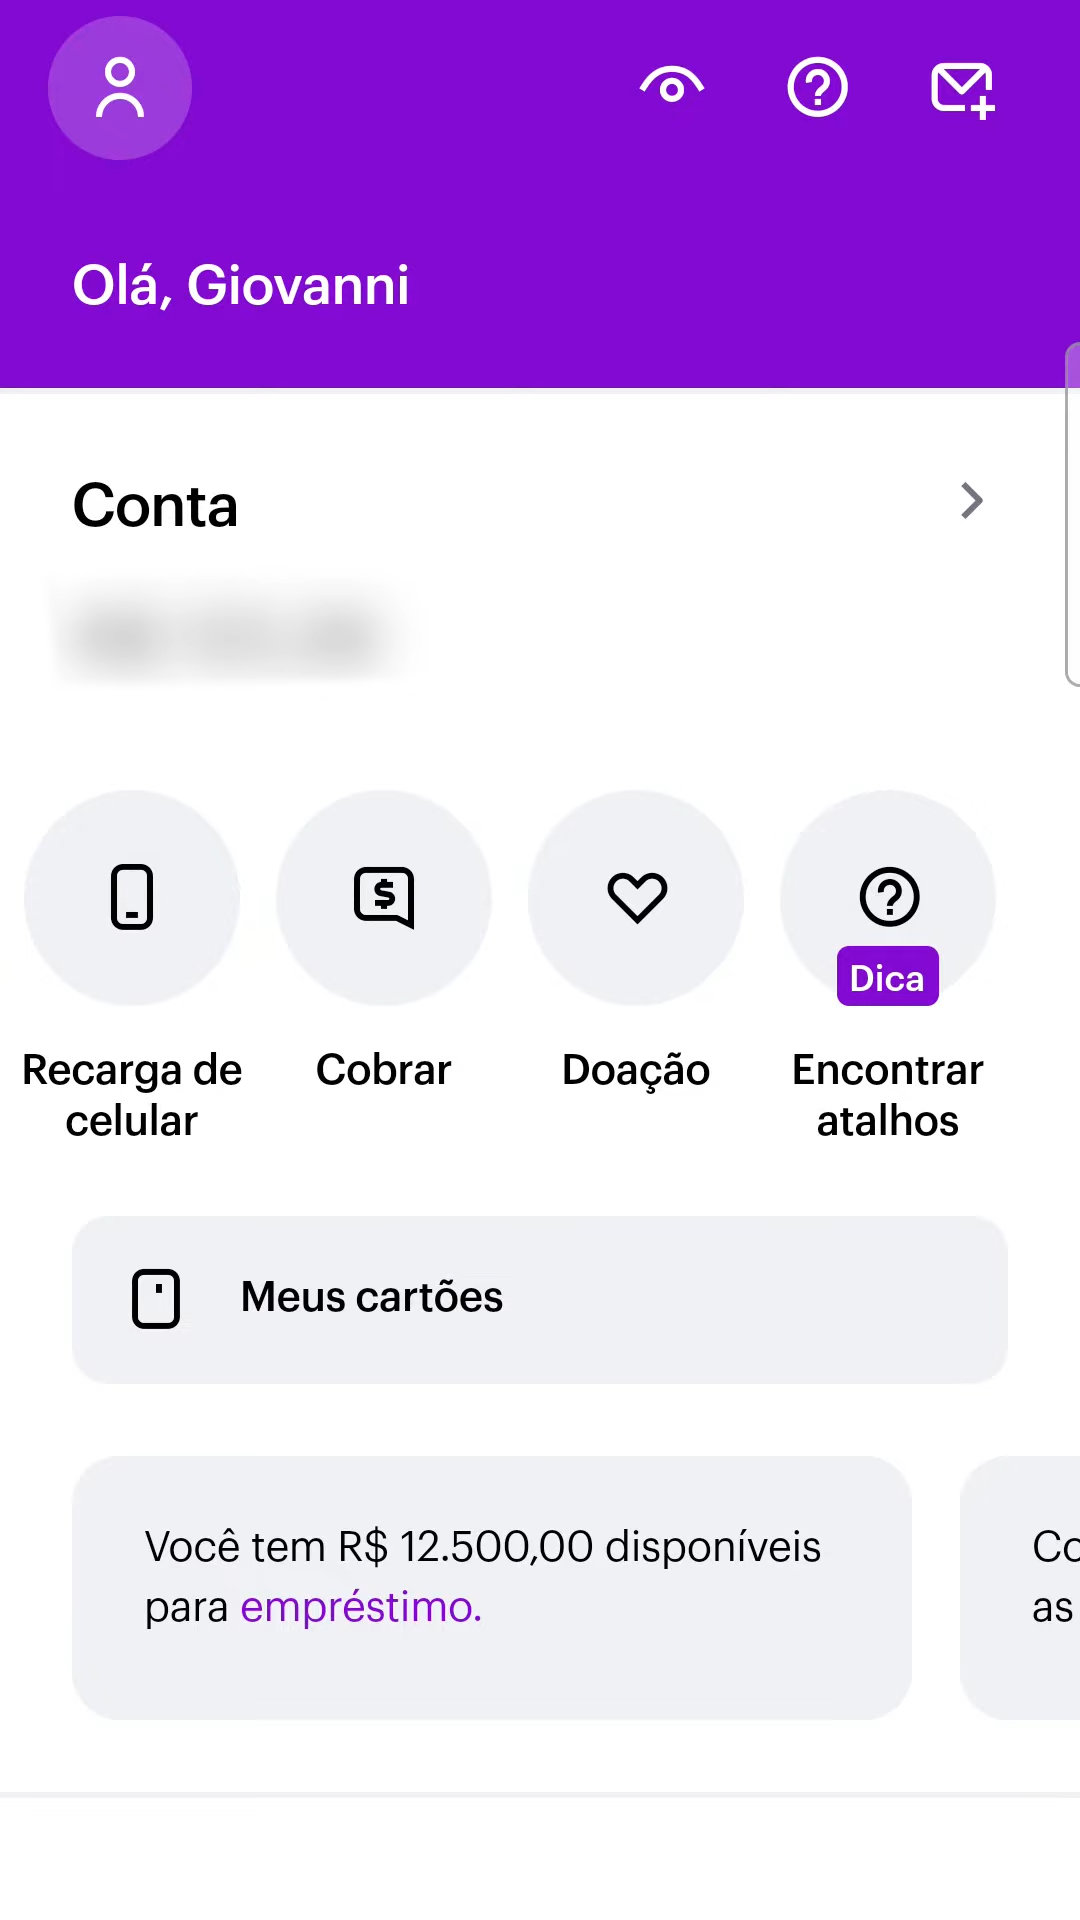 Olá, Giovanni
Conta
Recarga de
celular
Cobrar
Doação
Dica
Encontrar
atalhos
Meus cartões
Você tem R$ 12.500,00 disponíveis
para empréstimo.
as